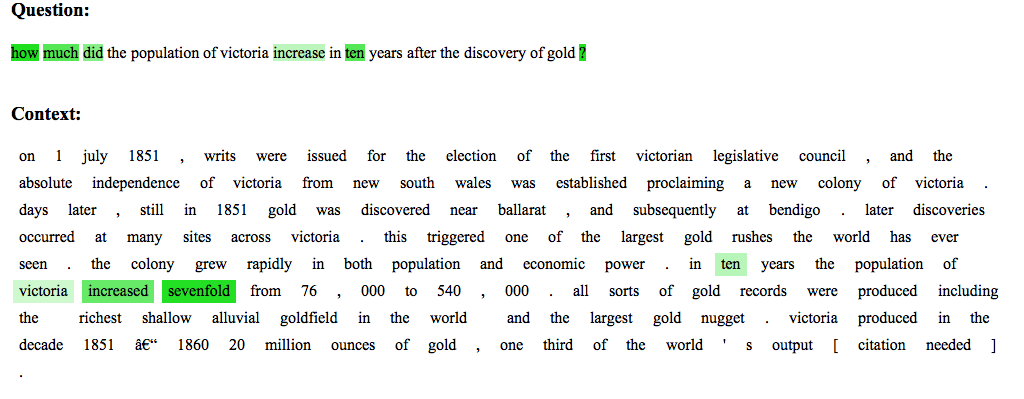 Question:
how much did the population of victoria increase in ten years after the discovery of gold ?
Context:
on 1 july 1851 , writs were issued for the election of the first victorian legislative council , and the
absolute independence of victoria from new south wales was established proclaiming a new colony of victoria .
days later , still in 1851 gold was discovered near ballarat , and subsequently at bendigo . later discoveries
occurred at many sites across victoria . this triggered one of the largest gold rushes the world has ever
seen . the colony grew rapidly in both population and economic power . in ten years the population of
victoria increased sevenfold from 76 , 000 to 540 , 000 . all sorts of gold records were produced including
the richest shallow alluvial goldfield in the world and the largest gold nugget . victoria produced in the
decade 1851 â€“ 1860 20 million ounces of gold , one third of the world ' s output [ citation needed ]
.